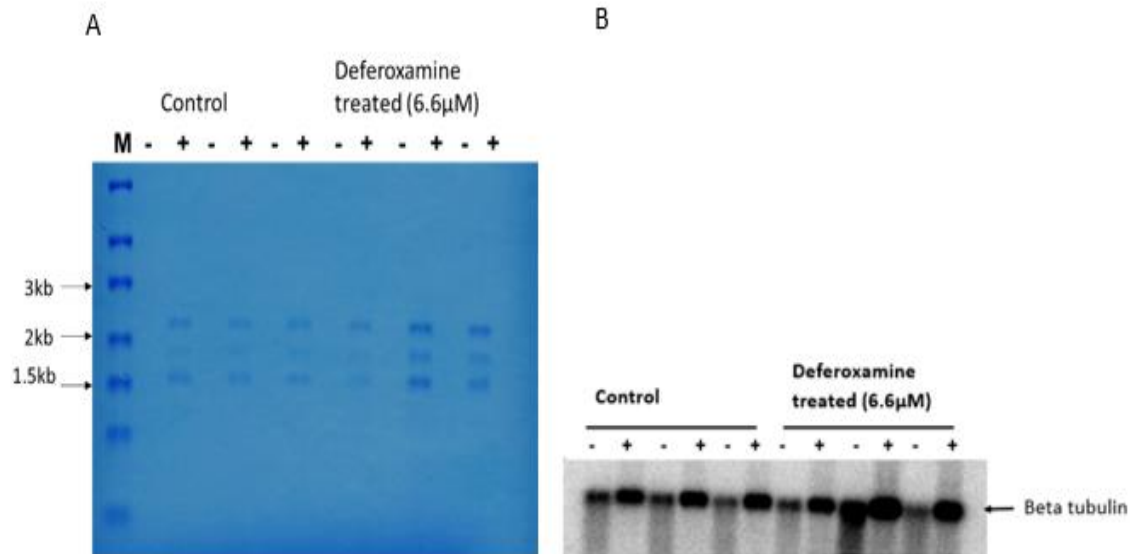 A
Control
Deferoxamine
treated (6.6µM)
M - + - + - + - + - + - +
3kb
2kb
1.5kb
B
Control
Deferoxamine
treated (6.6µM)
- + - + - + - + - + - +
Beta tubulin